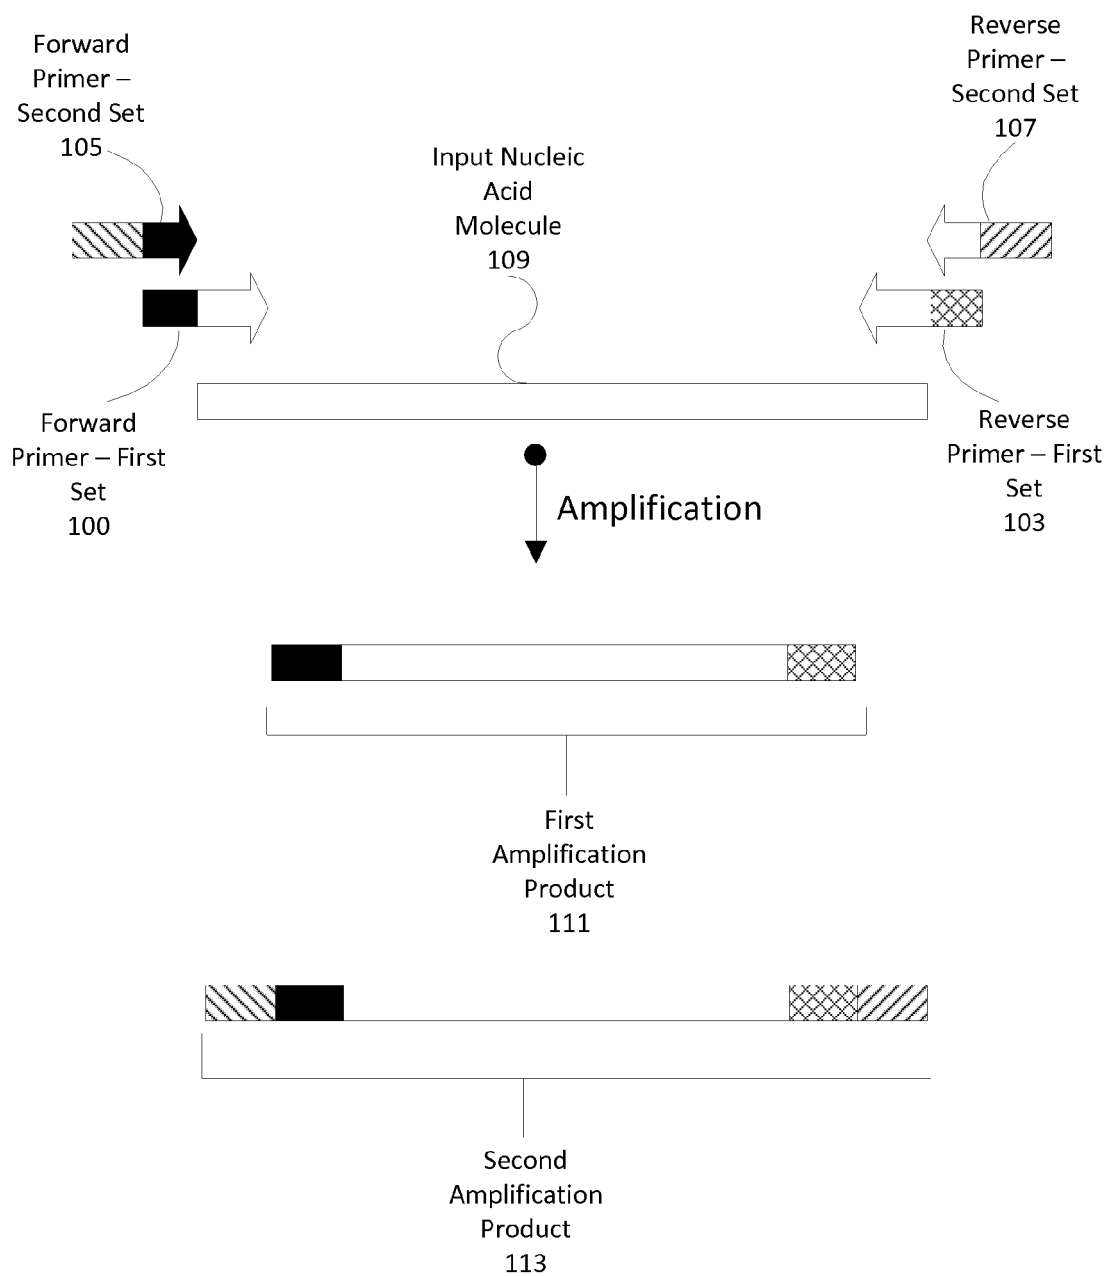 Forward
Primer –
Second Set
105
Reverse
Primer –
Second Set
107
Input Nucleic
Acid
Molecule
109
Forward
Primer – First
Set
100
Reverse
Primer – First
Set
103
Amplification
First
Amplification
Product
111
Second
Amplification
Product
113